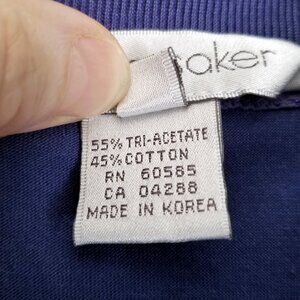 aker
55% TRI-ACETATE
45% COTTON
RN 60585
CA 04288
MADE IN KOREA